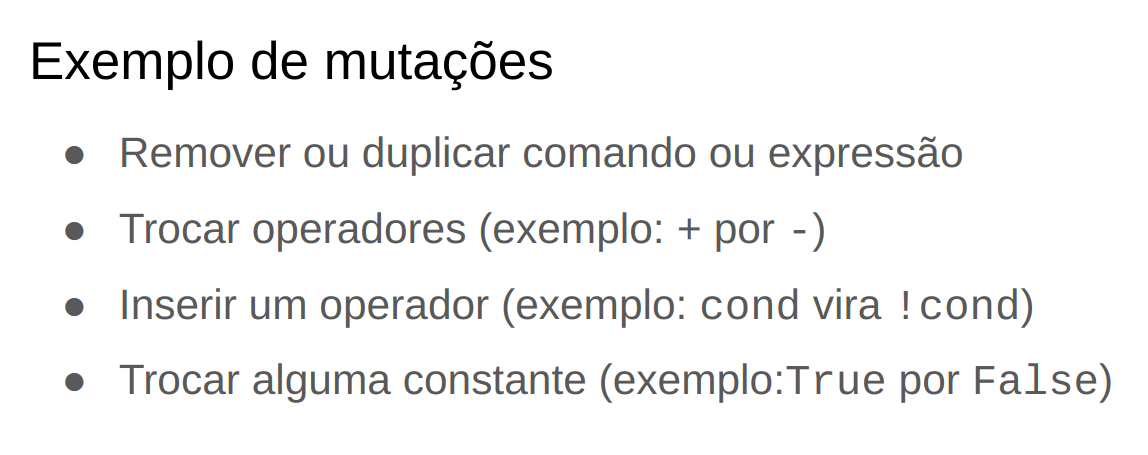 Exemplo de mutações
● Remover ou duplicar comando ou expressão
● Trocar operadores (exemplo: + por -)
● Inserir um operador (exemplo: cond vira !cond)
● Trocar alguma constante (exemplo:True por False)